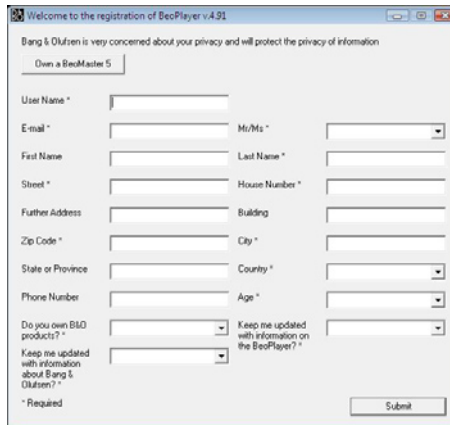 Welcome to the registration of BeoPlayer v.4.91
Bang & Olufsen is very concerned about your privacy and will protect the privacy of information
Own a BeoMaster 5
User Name *
E-mail * Mr/Ms *
First Name Last Name *
Street * House Number *
Further Address Building
Zip Code * City *
State or Province Country *
Phone Number Age *
Do you own B&O Keep me updated
products? * with information on
Keep me updated the BeoPlayer? *
with information
about Bang &
Olufsen? *
* Required Submit